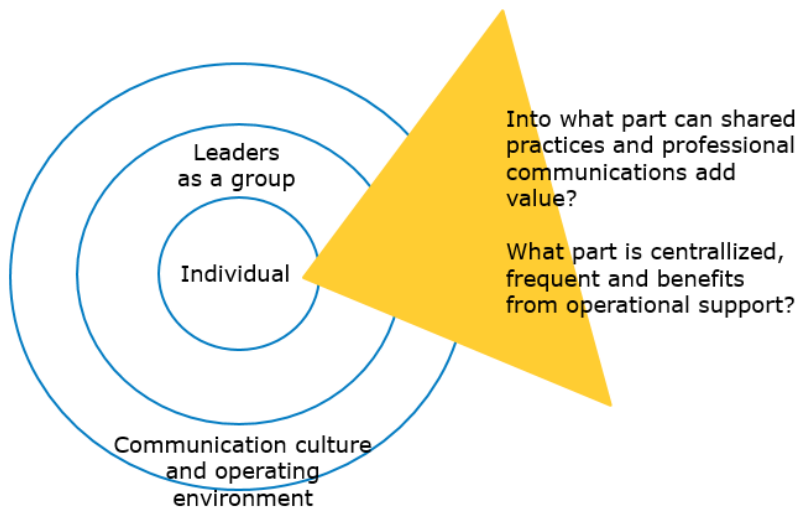 Leaders
as a group
Individual
Communication culture
and operating
environment
Into what part can shared
practices and professional
communications add
value?
What part is centrallized,
frequent and benefits
from operational support?